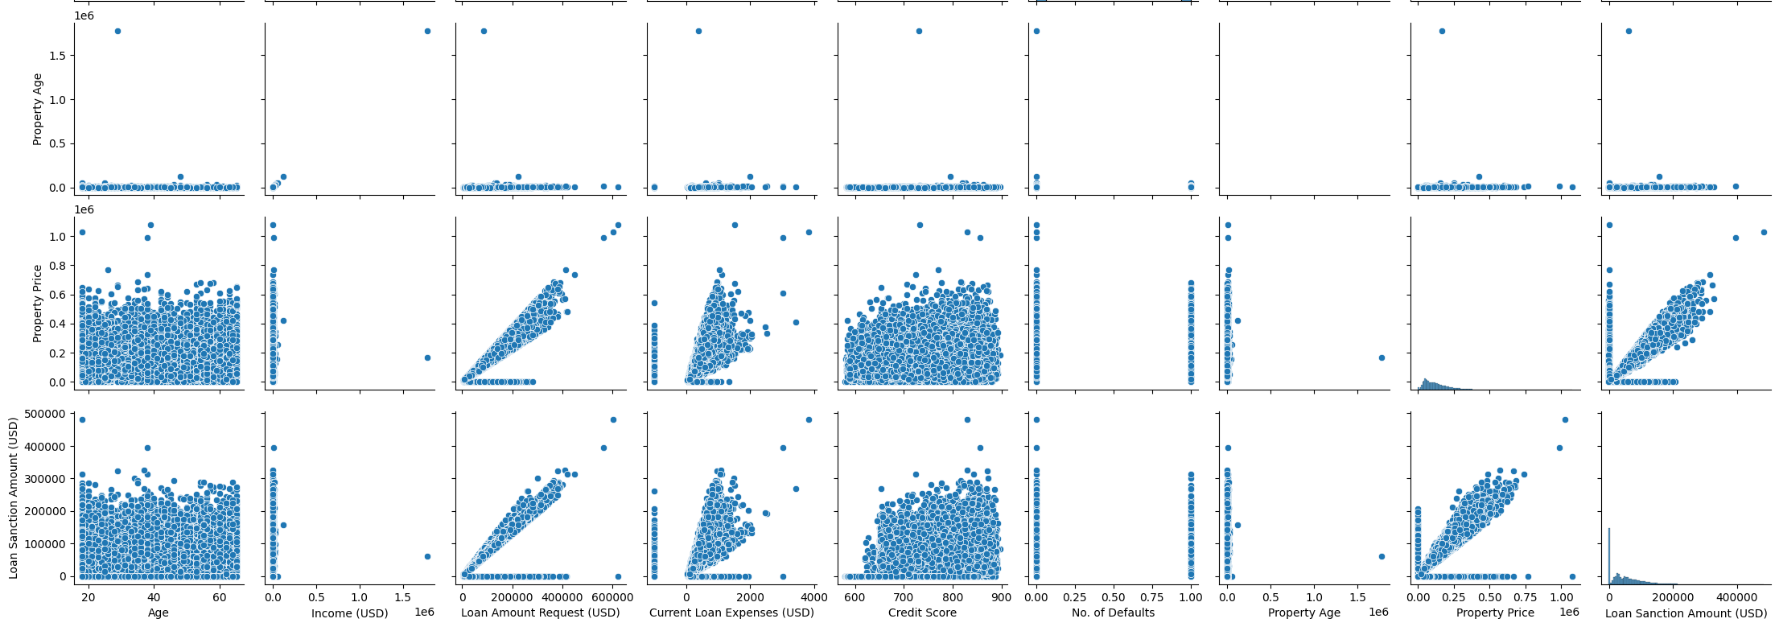 1e6
1.5
1.0
0.5
0.0
Property Age
1e6
1.0
0.8
0.6
0.4
0.2
0.0
Property Price
500000
400000
300000
200000
100000
0
Loan Sanction Amount (USD)
20 40 60
Age
0.0 0.5 1.0 1.5
Income (USD) 1e6
0 200000 400000 600000
Loan Amount Request (USD)
0 2000 4000
Current Loan Expenses (USD)
600 700 800 900
Credit Score
0.00 0.25 0.50 0.75 1.00
No. of Defaults
0.0 0.5 1.0 1.5
Property Age 1e6
0.00 0.25 0.50 0.75 1.00
Property Price 1e6
0 200000 400000
Loan Sanction Amount (USD)